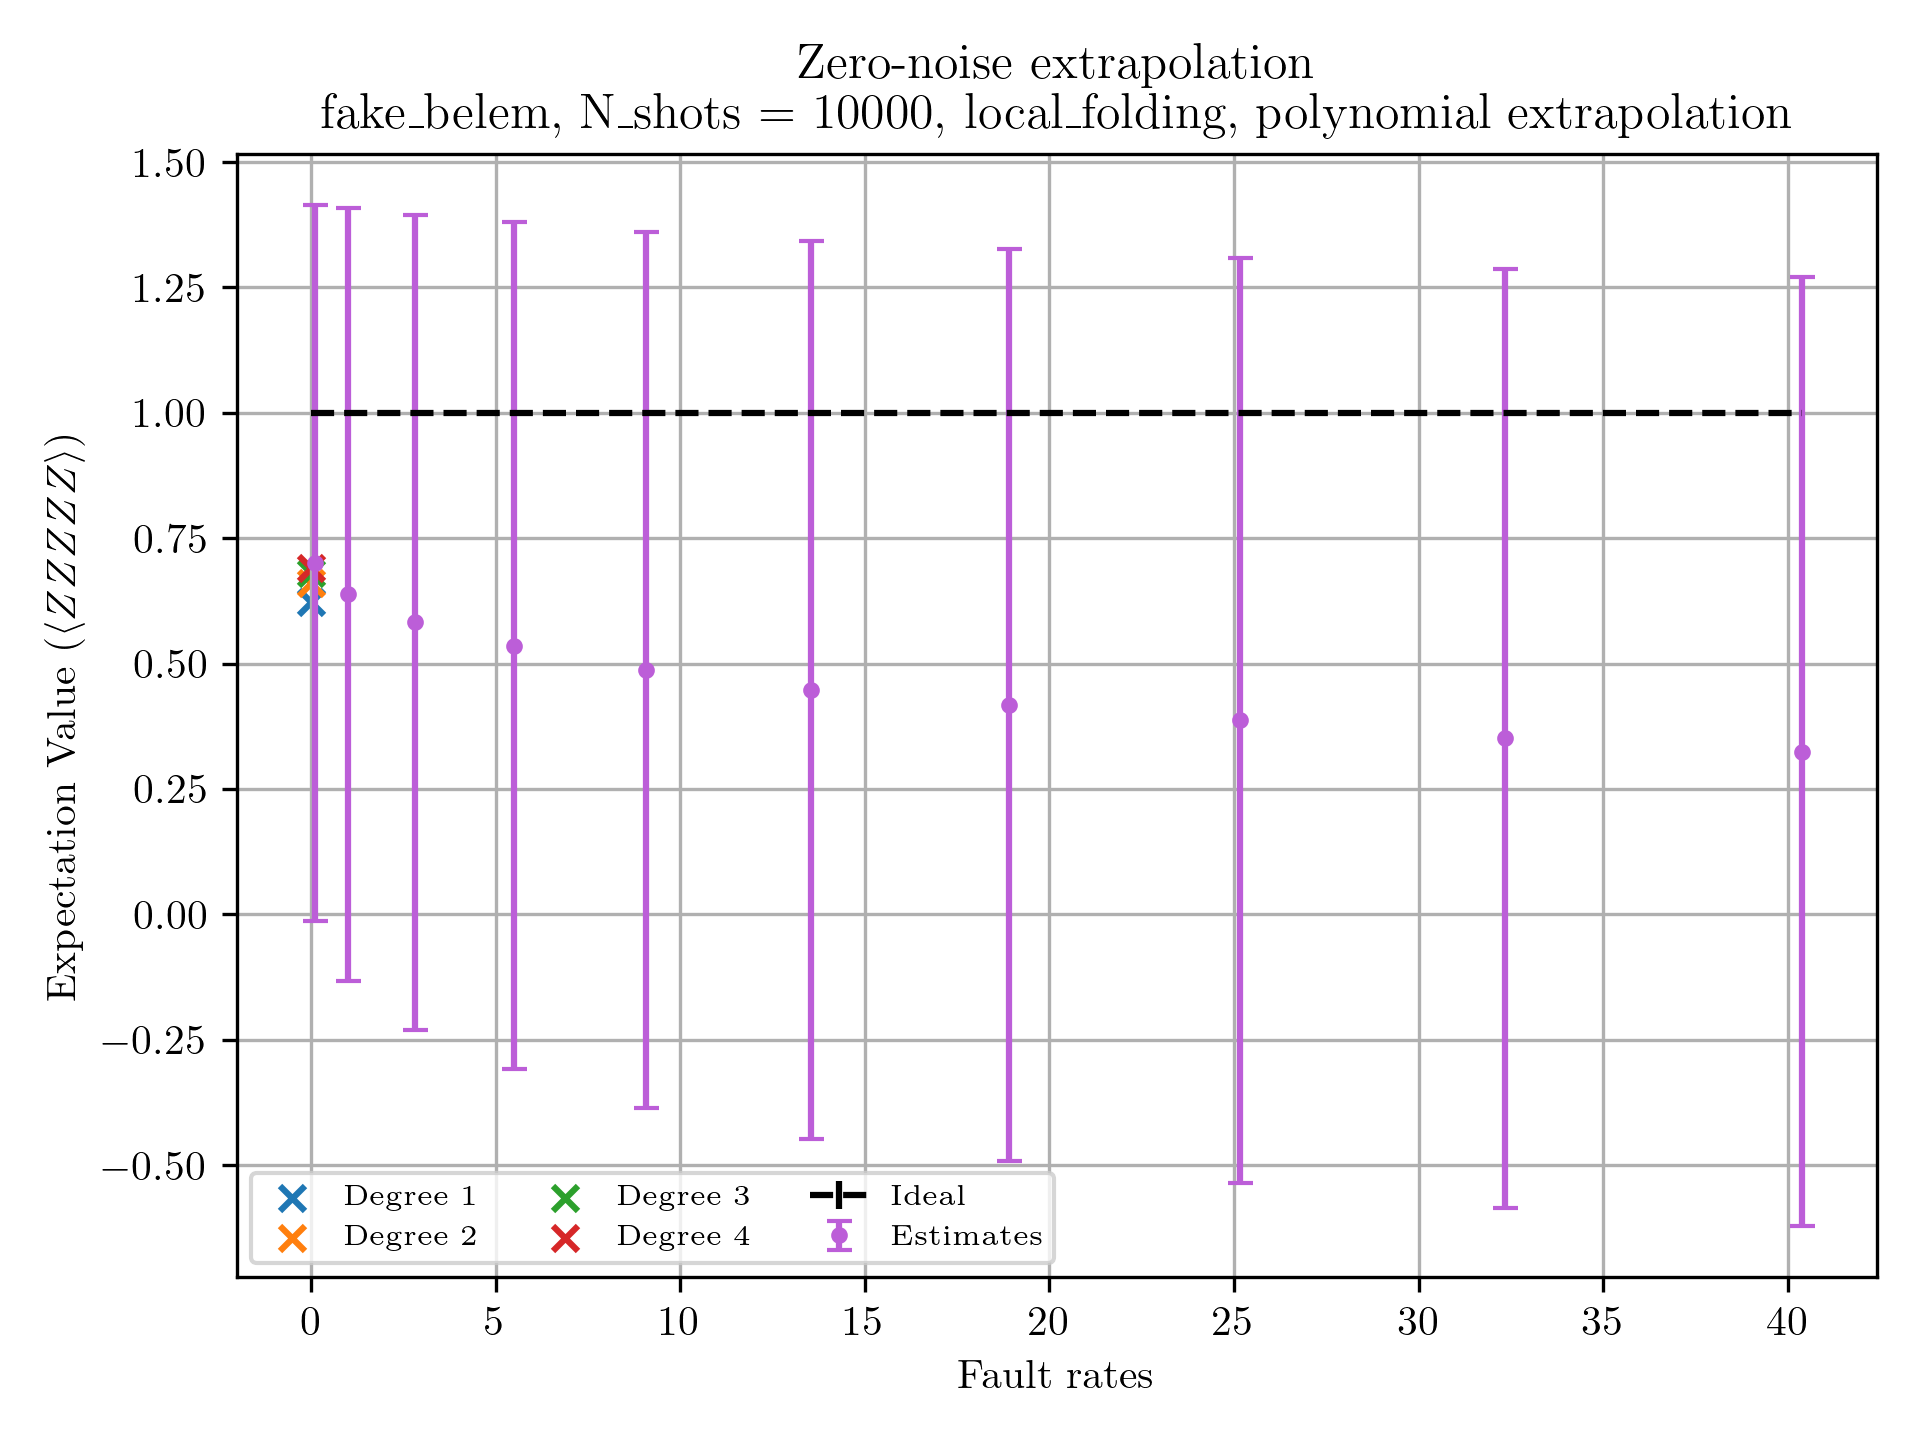 Zero-noise extrapolation
fake_belem, N_shots = 10000, local_folding, polynomial extrapolation
Expectation Value (⟨ZZZZZ⟩)
1.50
1.25
1.00
0.75
0.50
0.25
0.00
−0.25
−0.50
Degree 1
Degree 2
Degree 3
Degree 4
Ideal
Estimates
0 5 10 15 20 25 30 35 40
Fault rates